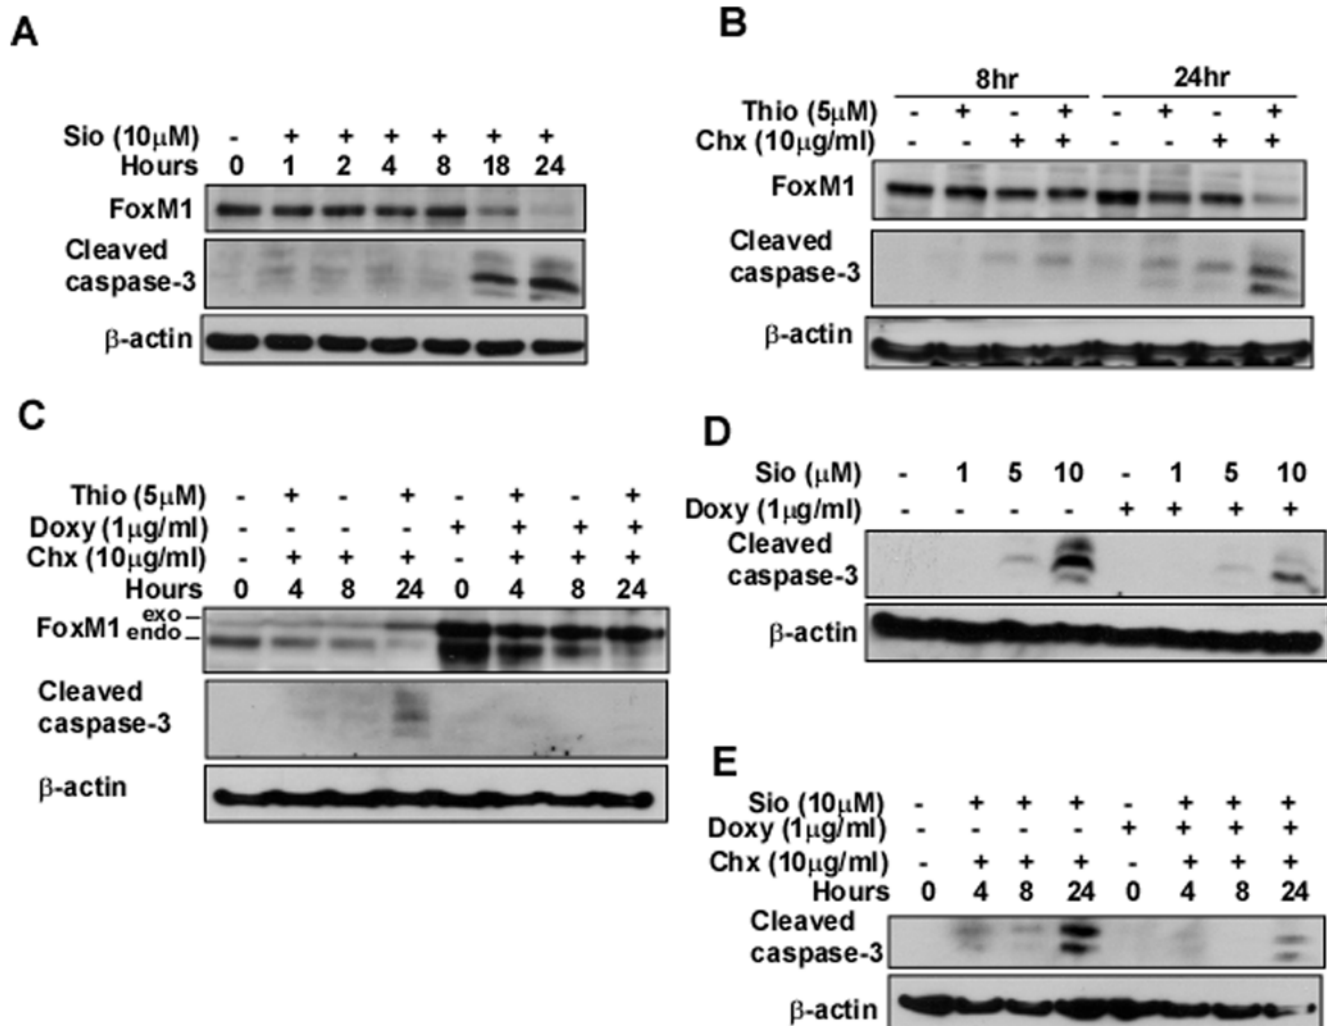 A
Sio (10μM) - + + + + + +
Hours 0 1 2 4 8 18 24
FoxM1
Cleaved
caspase-3
β-actin
B
8hr 24hr
Thio (5μM) - + - + - + - +
Chx (10μg/ml) - - + + - - + +
FoxM1
Cleaved
caspase-3
β-actin
C
Thio (5μM) - + - + - + - +
Doxy (1μg/ml) - - - - + + + +
Chx (10μg/ml) - + + + - + + +
Hours 0 4 8 24 0 4 8 24
exo
FoxM1 endo
Cleaved
caspase-3
β-actin
D
Sio (μM) - 1 5 10 - 1 5 10
Doxy (1μg/ml) - - - - + + + +
Cleaved
caspase-3
β-actin
E
Sio (10μM) - + + + - + + +
Doxy (1μg/ml) - - - - + + + +
Chx (10μg/ml) - + + + - + + +
Hours 0 4 8 24 0 4 8 24
Cleaved
caspase-3
β-actin